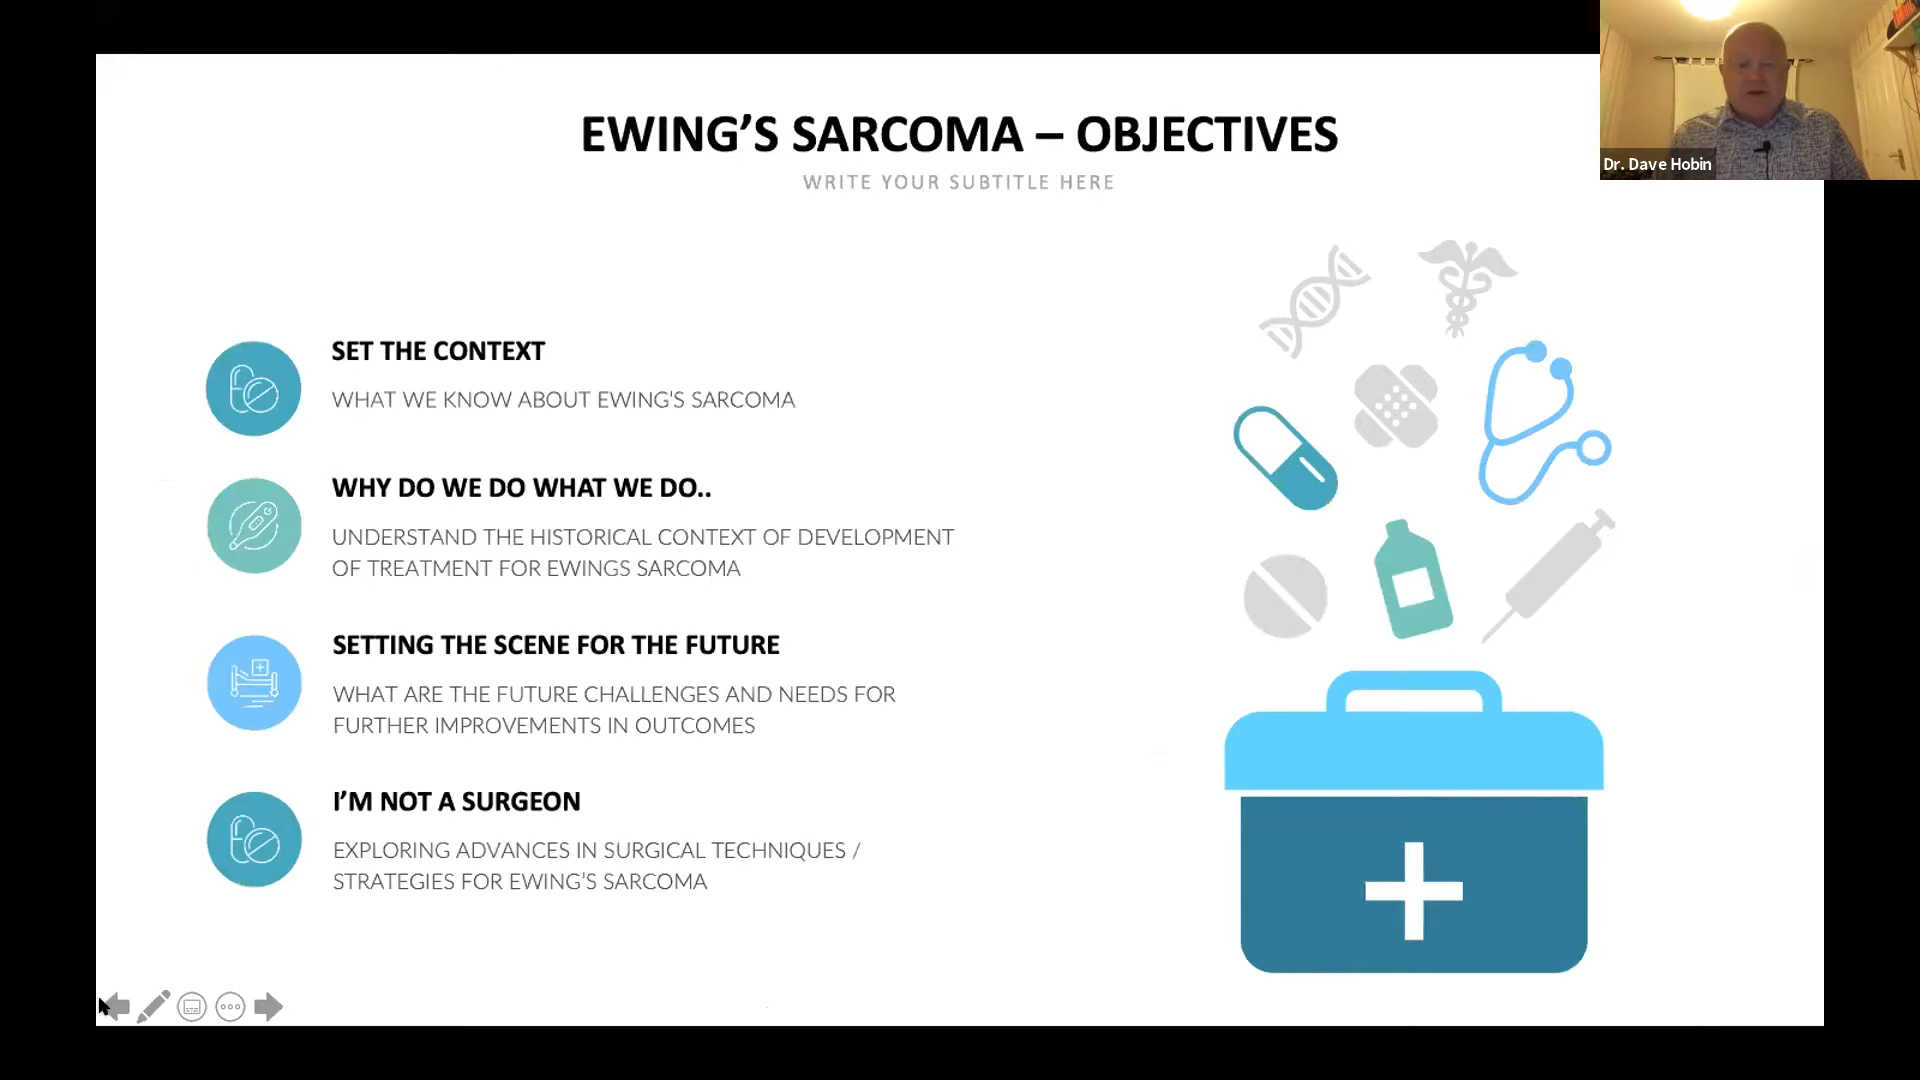 EWING’S SARCOMA – OBJECTIVES
WRITE YOUR SUBTITLE HERE
Dr. Dave Hobin
SET THE CONTEXT
WHAT WE KNOW ABOUT EWING’S SARCOMA
WHY DO WE DO WHAT WE DO..
UNDERSTAND THE HISTORICAL CONTEXT OF DEVELOPMENT
OF TREATMENT FOR EWINGS SARCOMA
SETTING THE SCENE FOR THE FUTURE
WHAT ARE THE FUTURE CHALLENGES AND NEEDS FOR
FURTHER IMPROVEMENTS IN OUTCOMES
I’M NOT A SURGEON
EXPLORING ADVANCES IN SURGICAL TECHNIQUES /
STRATEGIES FOR EWING’S SARCOMA